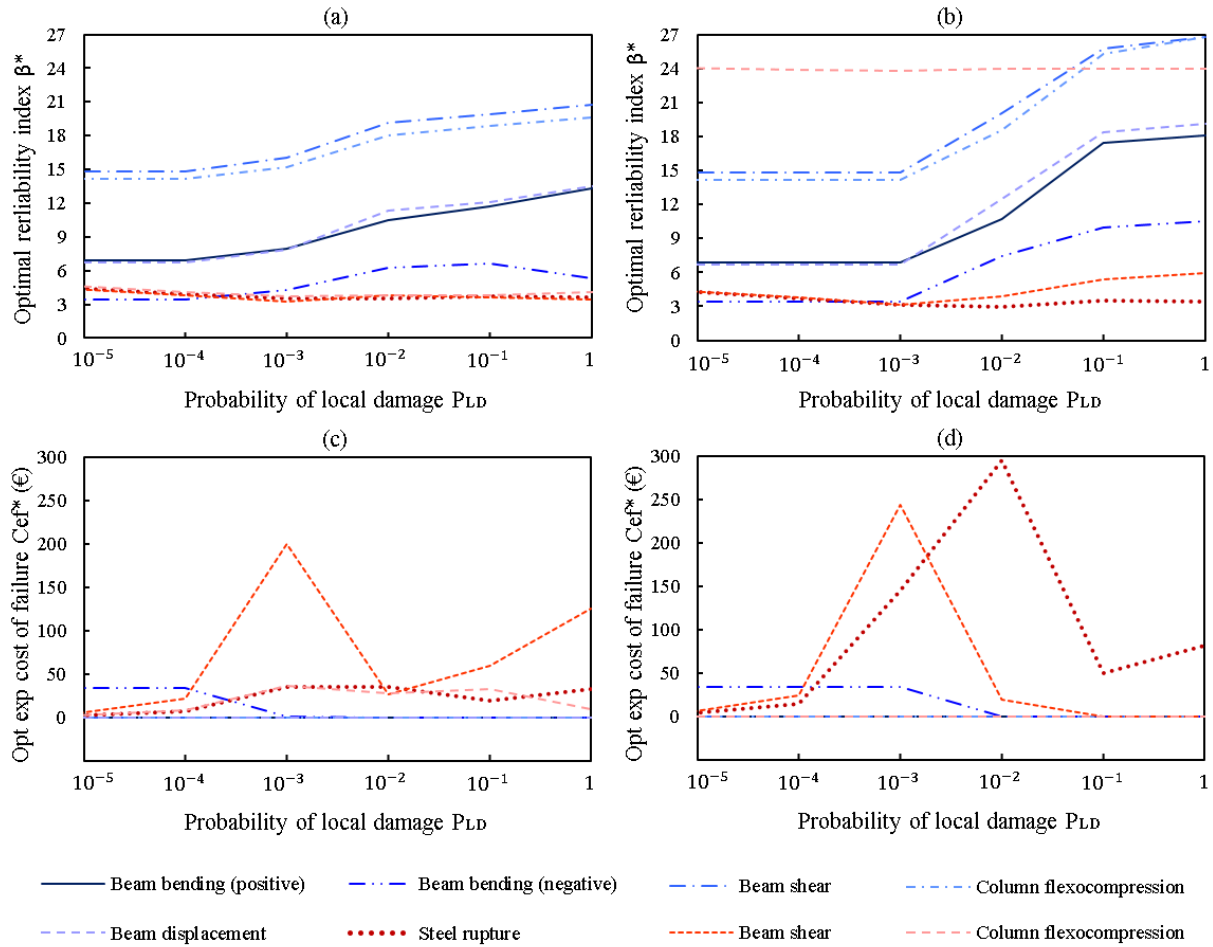 (a)
Optimal rerliability index β*
27
24
21
18
15
12
9
6
3
0
10⁻⁵ 10⁻⁴ 10⁻³ 10⁻² 10⁻¹ 1
Probability of local damage PLD
(b)
Optimal rerliability index β*
27
24
21
18
15
12
9
6
3
0
10⁻⁵ 10⁻⁴ 10⁻³ 10⁻² 10⁻¹ 1
Probability of local damage PLD
(c)
Opt exp cost of failure Cef* (€)
300
250
200
150
100
50
0
10⁻⁵ 10⁻⁴ 10⁻³ 10⁻² 10⁻¹ 1
Probability of local damage PLD
(d)
Opt exp cost of failure Cef* (€)
300
250
200
150
100
50
0
10⁻⁵ 10⁻⁴ 10⁻³ 10⁻² 10⁻¹ 1
Probability of local damage PLD
Beam bending (positive) Beam bending (negative) Beam shear Column flexocompression
Beam displacement Steel rupture Beam shear Column flexocompression